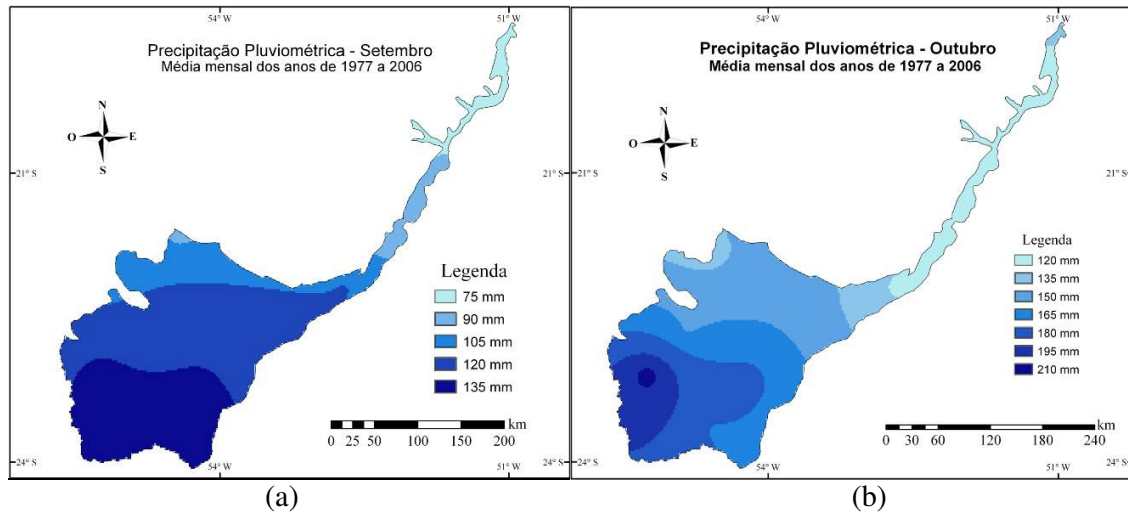 54° W
51° W
Precipitação Pluviométrica - Setembro
Média mensal dos anos de 1977 a 2006
N
O
E
S
21° S
21° S
Legenda
75 mm
90 mm
105 mm
120 mm
135 mm
km
0 25 50 100 150 200
24° S
24° S
54° W
51° W
(a)
54° W
51° W
Precipitação Pluviométrica - Outubro
Média mensal dos anos de 1977 a 2006
N
O
E
S
21° S
Legenda
120 mm
135 mm
150 mm
165 mm
180 mm
195 mm
210 mm
km
0 30 60 120 180 240
24° S
54° W
51° W
(b)